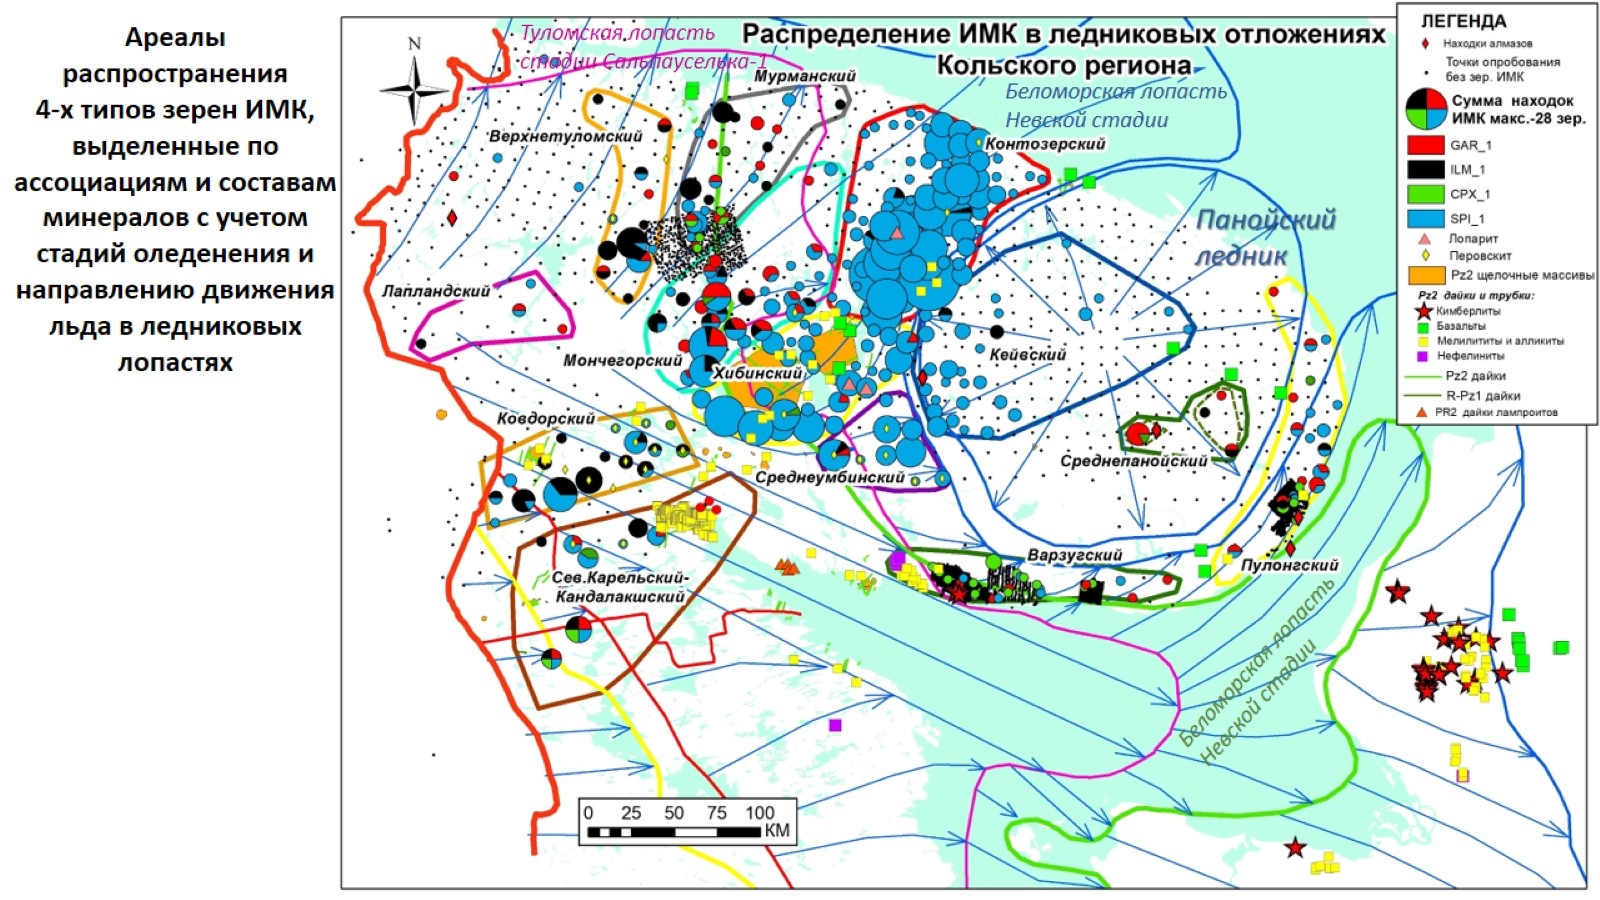 Ареалы
распространения
4-х типов зерен ИМК,
выделенные по
ассоциациям и составам
минералов с учетом
стадий оледенения и
направлению движения
льда в ледниковых
лопастях
Распределение ИМК в ледниковых отложениях
Кольского региона
N
Туломская лопасть
стадии Сальпауселька-1
Мурманский
Беломорская лопасть
Невской стадии
Верхнетуломский
Контозерский
Панойский
ледник
Лапландский
Мончегорский
Хибинский
Кейвский
Ковдорский
Среднеумбинский
Среднепанойский
Варзугский
Пулонгский
Сев.Карельский-
Кандалакшский
Беломорская лопасть
Невской стадии
0 25 50 75 100
КМ
ЛЕГЕНДА
Находки алмазов
Точки опробования
без зер. ИМК
Сумма находок
ИМК макс.-28 зер.
GAR_1
ILM_1
CPX_1
SPI_1
Лопарит
Перовскит
Pz2 щелочные массивы
Pz2 дайки и трубки:
Кимберлиты
Базальты
Мелилититы и алликиты
Нефелиниты
Pz2 дайки
R-Pz1 дайки
PR2 дайки лампроитов